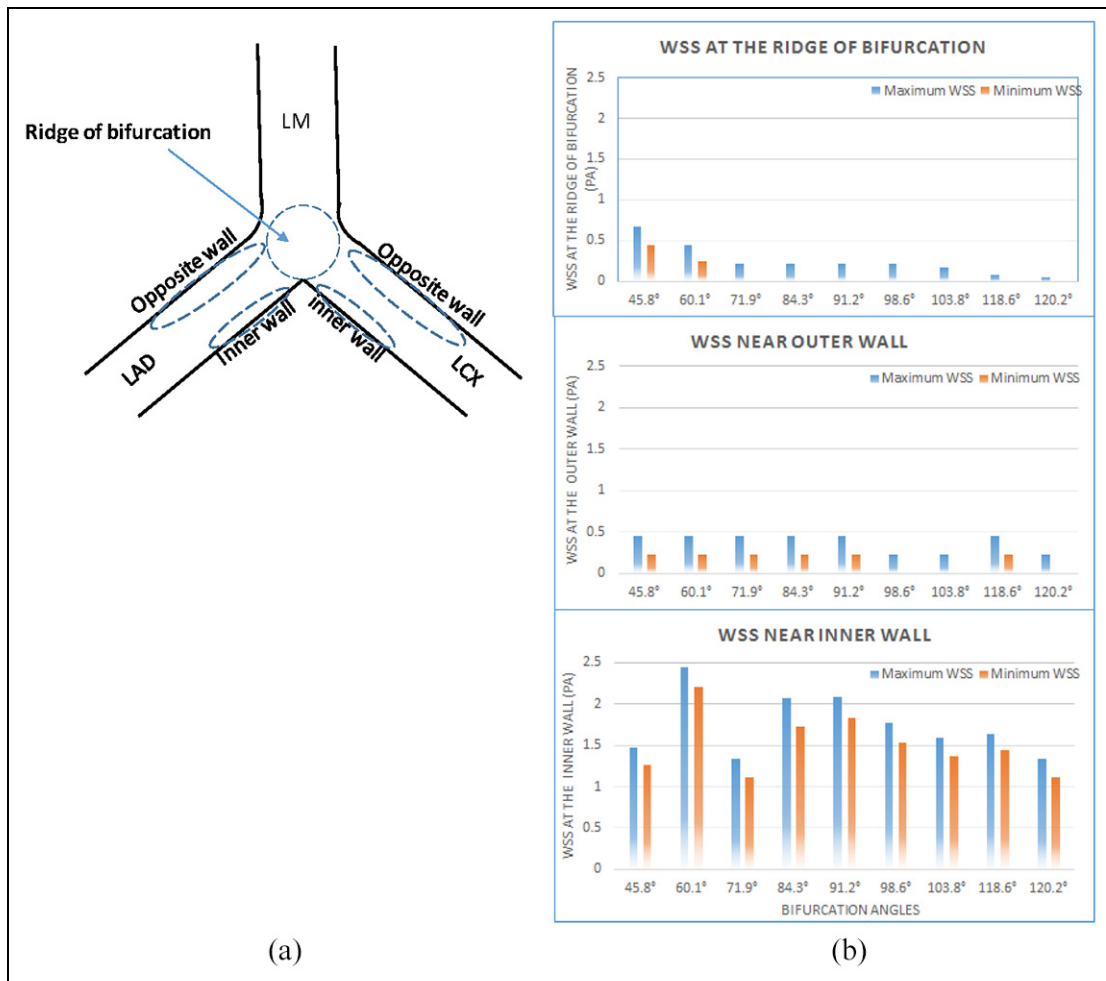 LM
Ridge of bifurcation
Opposite wall
Opposite wall
Inner wall
Inner wall
LAD
LCX
(a)
WSS AT THE RIDGE OF BIFURCATION
Maximum WSS
Minimum WSS
WSS AT THE RIDGE OF BIFURCATION
(PA)
2.5
2
1.5
1
0.5
0
45.8° 60.1° 71.9° 84.3° 91.2° 98.6° 103.8° 118.6° 120.2°
WSS NEAR OUTER WALL
Maximum WSS
Minimum WSS
WSS AT THE OUTER WALL (PA)
2.5
2
1.5
1
0.5
0
45.8° 60.1° 71.9° 84.3° 91.2° 98.6° 103.8° 118.6° 120.2°
WSS NEAR INNER WALL
Maximum WSS
Minimum WSS
WSS AT THE INNER WALL (PA)
2.5
2
1.5
1
0.5
0
45.8° 60.1° 71.9° 84.3° 91.2° 98.6° 103.8° 118.6° 120.2°
BIFURCATION ANGLES
(b)